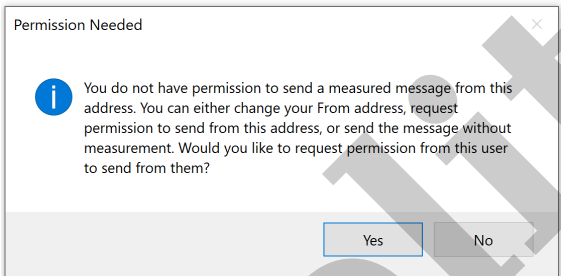 Permission Needed
You do not have permission to send a measured message from this
address. You can either change your From address, request
permission to send from this address, or send the message without
measurement. Would you like to request permission from this user
to send from them?
Yes
No